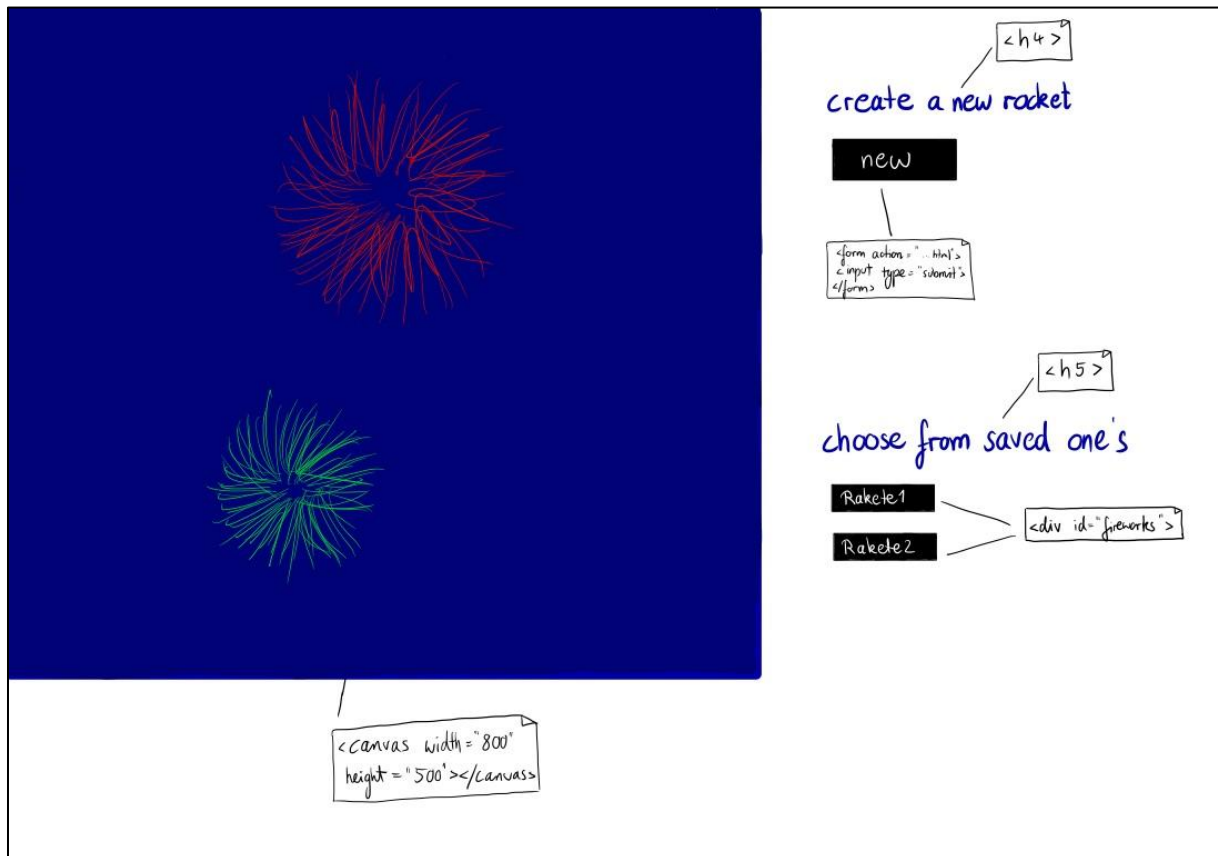 <h4>
create a new rocket
new
<form action="...html">
<input type="submit">
</form>
<h5>
choose from saved one's
Rakete1
Rakete2
<div id="fireworks">
<canvas width="800"
height="500"></canvas>